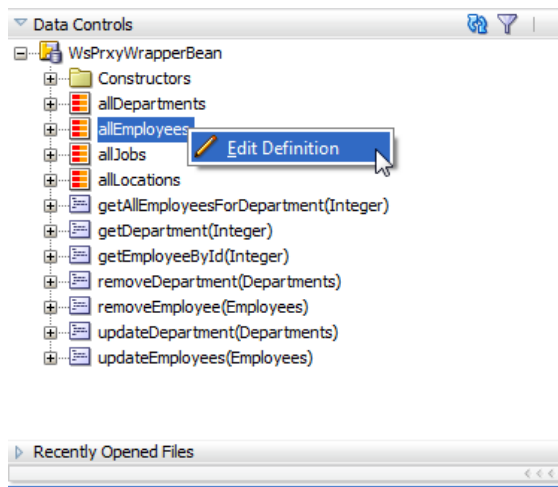 Data Controls
WsPrxyWrapperBean
Constructors
allDepartments
allEmployees
Edit Definition
allJobs
allLocations
getAllEmployeesForDepartment(Integer)
getDepartment(Integer)
getEmployeeById(Integer)
removeDepartment(Departments)
removeEmployee(Employees)
updateDepartment(Departments)
updateEmployees(Employees)
Recently Opened Files